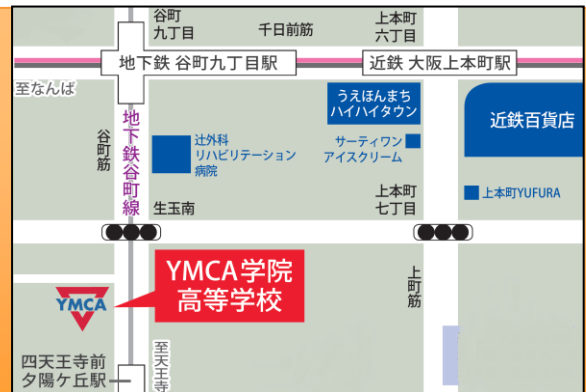 谷町
九丁目
千日前筋
上本町
六丁目
地下鉄 谷町九丁目駅
近鉄 大阪上本町駅
至なんば
うえほんまち
ハイハイタウン
近鉄百貨店
谷町筋
地下鉄谷町線
辻外科
リハビリテーション
病院
サーティワン
アイスクリーム
生玉南
上本町
七丁目
上本町YUFURA
YMCA学院
高等学校
上町筋
YMCA
四天王寺前
夕陽ケ丘駅
至天王寺